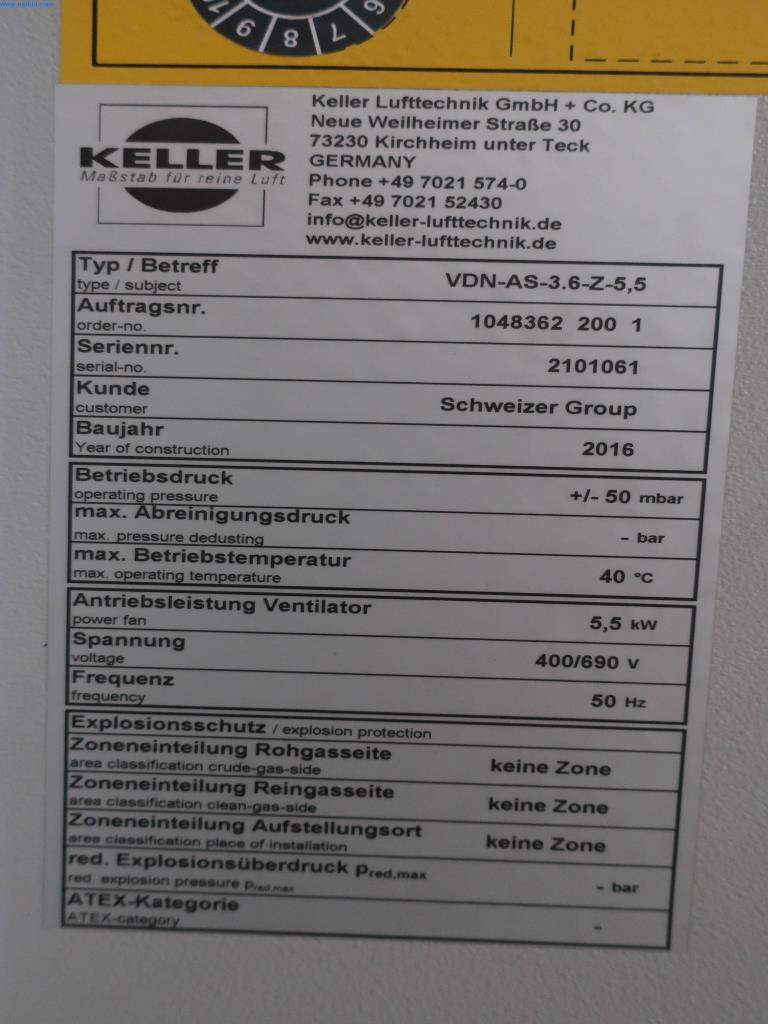 10 9 8 7 6
Keller Lufttechnik GmbH + Co. KG
Neue Weilheimer Straße 30
73230 Kirchheim unter Teck
GERMANY
Phone +49 7021 574-0
Fax +49 7021 52430
info@keller-lufttechnik.de
www.keller-lufttechnik.de
KELLER
Maßstab für reine Luft
Typ / Betreff
type / subject
VDN-AS-3.6-Z-5,5
Auftragsnr.
order-no.
1048362 200 1
Seriennr.
serial-no.
2101061
Kunde
customer
Schweizer Group
Baujahr
Year of construction
2016
Betriebsdruck
operating pressure
+/- 50 mbar
max. Abreinigungsdruck
max. pressure dedusting
- bar
max. Betriebstemperatur
max. operating temperature
40 °C
Antriebsleistung Ventilator
power fan
5,5 kW
Spannung
voltage
400/690 V
Frequenz
frequency
50 Hz
Explosionsschutz / explosion protection
Zoneneinteilung Rohgasseite
area classification crude-gas-side
keine Zone
Zoneneinteilung Reingasseite
area classification clean-gas-side
keine Zone
Zoneneinteilung Aufstellungsort
area classification place of installation
keine Zone
red. Explosionsüberdruck pred,max
red. explosion pressure pred,max
- bar
ATEX-Kategorie
ATEX-category
-